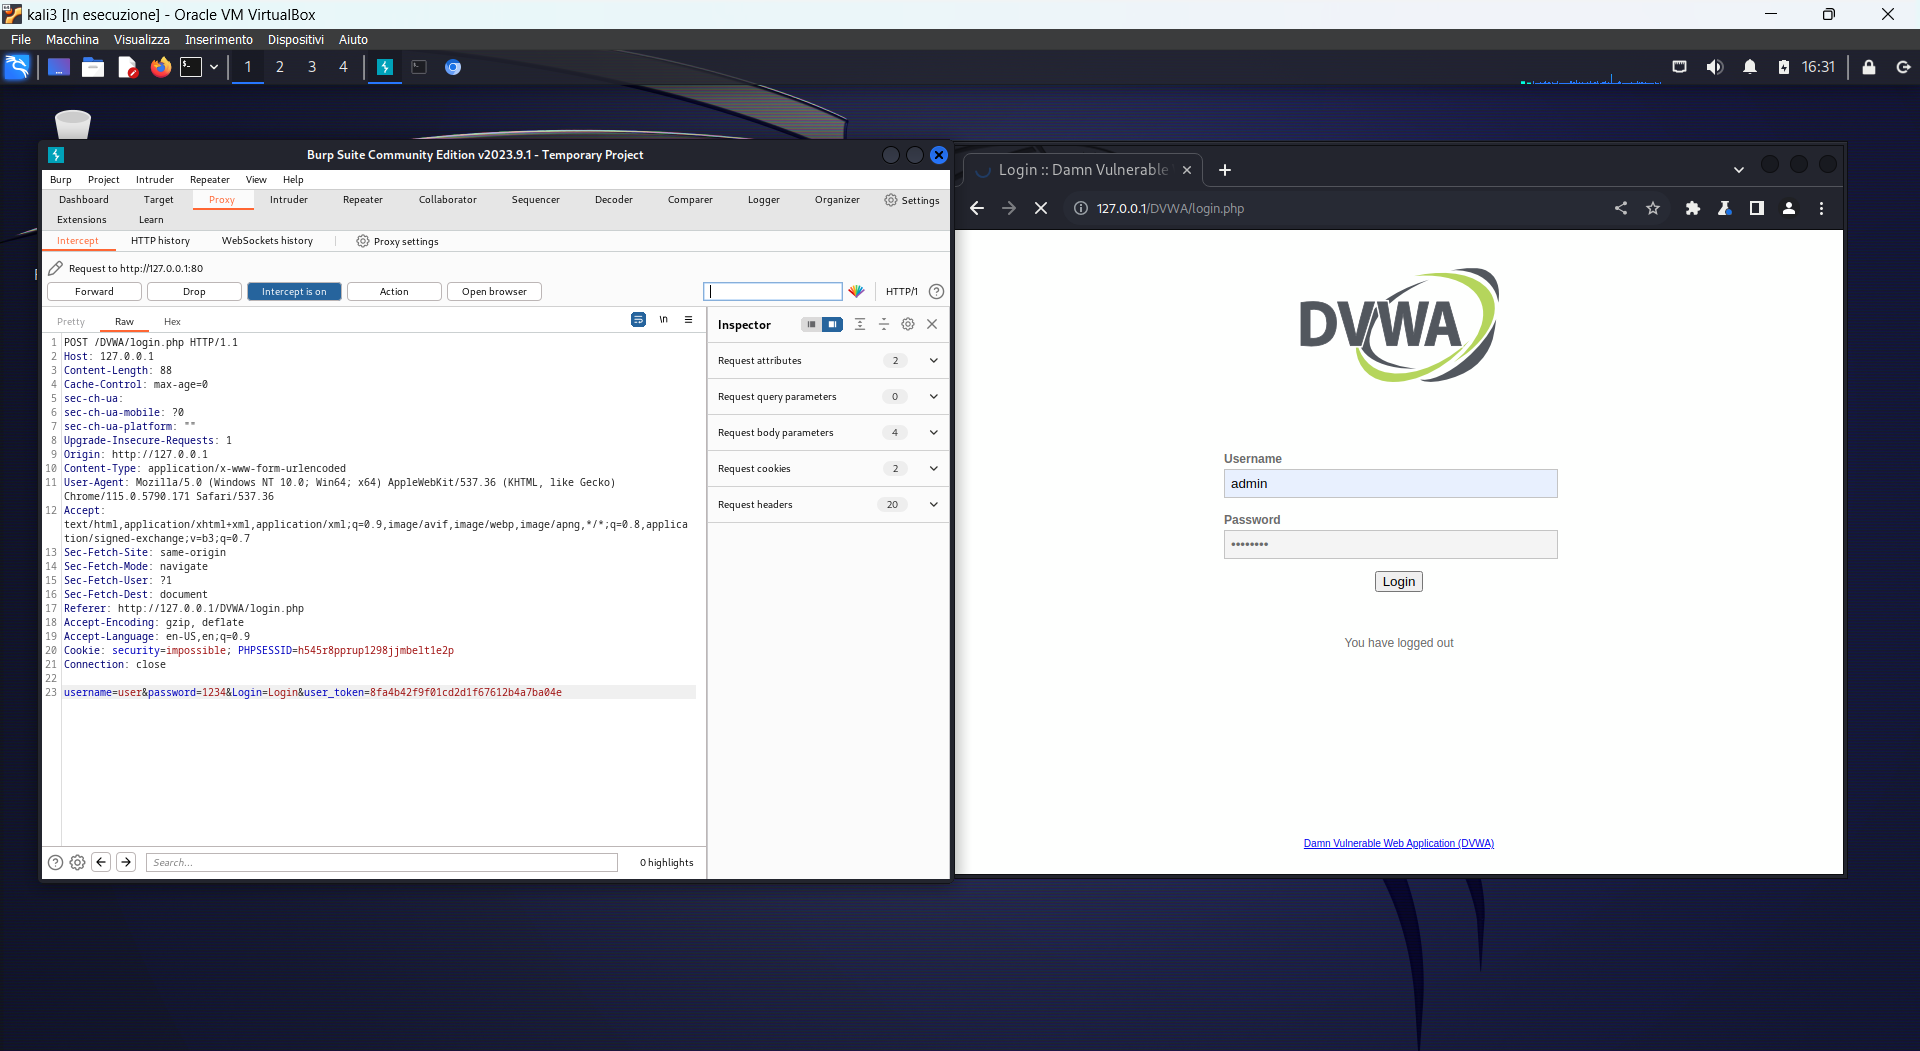 kali3 [In esecuzione] - Oracle VM VirtualBox
File Macchina Visualizza Inserimento Dispositivi Aiuto
1 2 3 4
16:31
Burp Suite Community Edition v2023.9.1 - Temporary Project
Burp Project Intruder Repeater View Help
Dashboard Target Proxy Intruder Repeater Collaborator Sequencer Decoder Comparer Logger Organizer Settings
Extensions Learn
Intercept HTTP history WebSockets history Proxy settings
Request to http://127.0.0.1:80
Forward Drop Intercept is on Action Open browser HTTP/1
Pretty Raw Hex \n
1 POST /DVWA/login.php HTTP/1.1
2 Host: 127.0.0.1
3 Content-Length: 88
4 Cache-Control: max-age=0
5 sec-ch-ua:
6 sec-ch-ua-mobile: ?0
7 sec-ch-ua-platform: ""
8 Upgrade-Insecure-Requests: 1
9 Origin: http://127.0.0.1
10 Content-Type: application/x-www-form-urlencoded
11 User-Agent: Mozilla/5.0 (Windows NT 10.0; Win64; x64) AppleWebKit/537.36 (KHTML, like Gecko)
Chrome/115.0.5790.171 Safari/537.36
12 Accept:
text/html,application/xhtml+xml,application/xml;q=0.9,image/avif,image/webp,image/apng,*/*;q=0.8,applica
tion/signed-exchange;v=b3;q=0.7
13 Sec-Fetch-Site: same-origin
14 Sec-Fetch-Mode: navigate
15 Sec-Fetch-User: ?1
16 Sec-Fetch-Dest: document
17 Referer: http://127.0.0.1/DVWA/login.php
18 Accept-Encoding: gzip, deflate
19 Accept-Language: en-US,en;q=0.9
20 Cookie: security=impossible; PHPSESSID=h545r8pprup1298jjmbelt1e2p
21 Connection: close
22
23 username=user&password=1234&Login=Login&user_token=8fa4b42f9f01cd2d1f67612b4a7ba04e
Search...
0 highlights
Inspector
Request attributes 2
Request query parameters 0
Request body parameters 4
Request cookies 2
Request headers 20
Login :: Damn Vulnerable
127.0.0.1/DVWA/login.php
DVWA
Username
admin
Password
Login
You have logged out
Damn Vulnerable Web Application (DVWA)